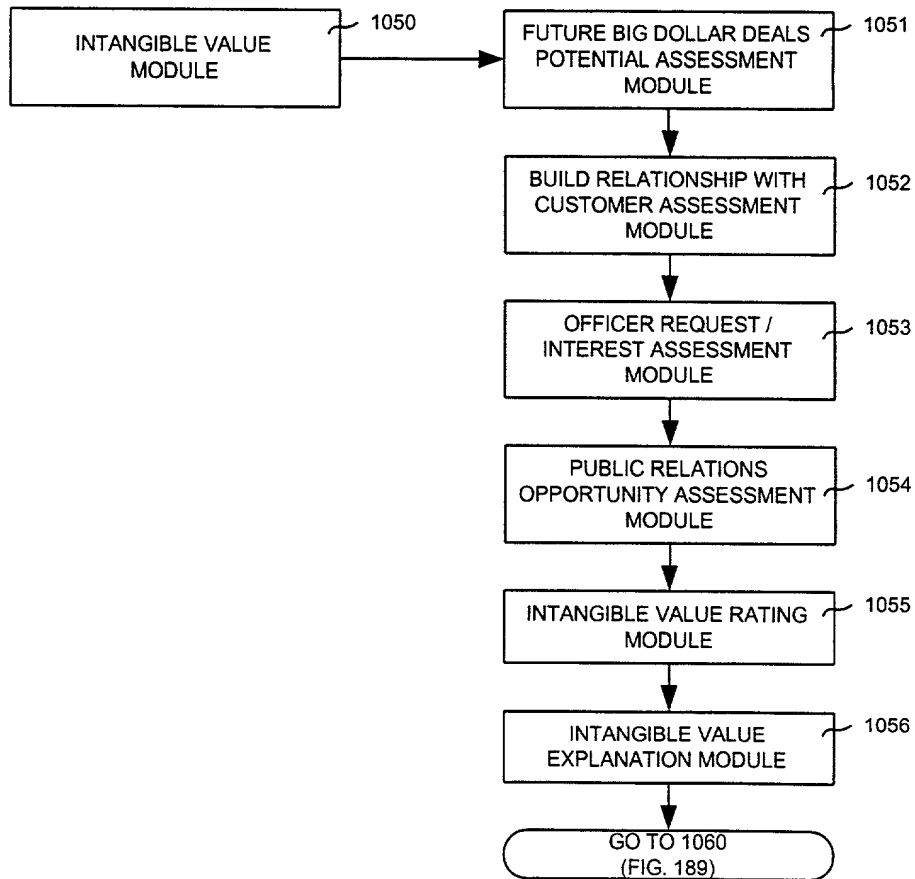 INTANGIBLE VALUE
MODULE
1050
FUTURE BIG DOLLAR DEALS
POTENTIAL ASSESSMENT
MODULE
1051
BUILD RELATIONSHIP WITH
CUSTOMER ASSESSMENT
MODULE
1052
OFFICER REQUEST /
INTEREST ASSESSMENT
MODULE
1053
PUBLIC RELATIONS
OPPORTUNITY ASSESSMENT
MODULE
1054
INTANGIBLE VALUE RATING
MODULE
1055
INTANGIBLE VALUE
EXPLANATION MODULE
1056
GO TO 1060
(FIG. 189)